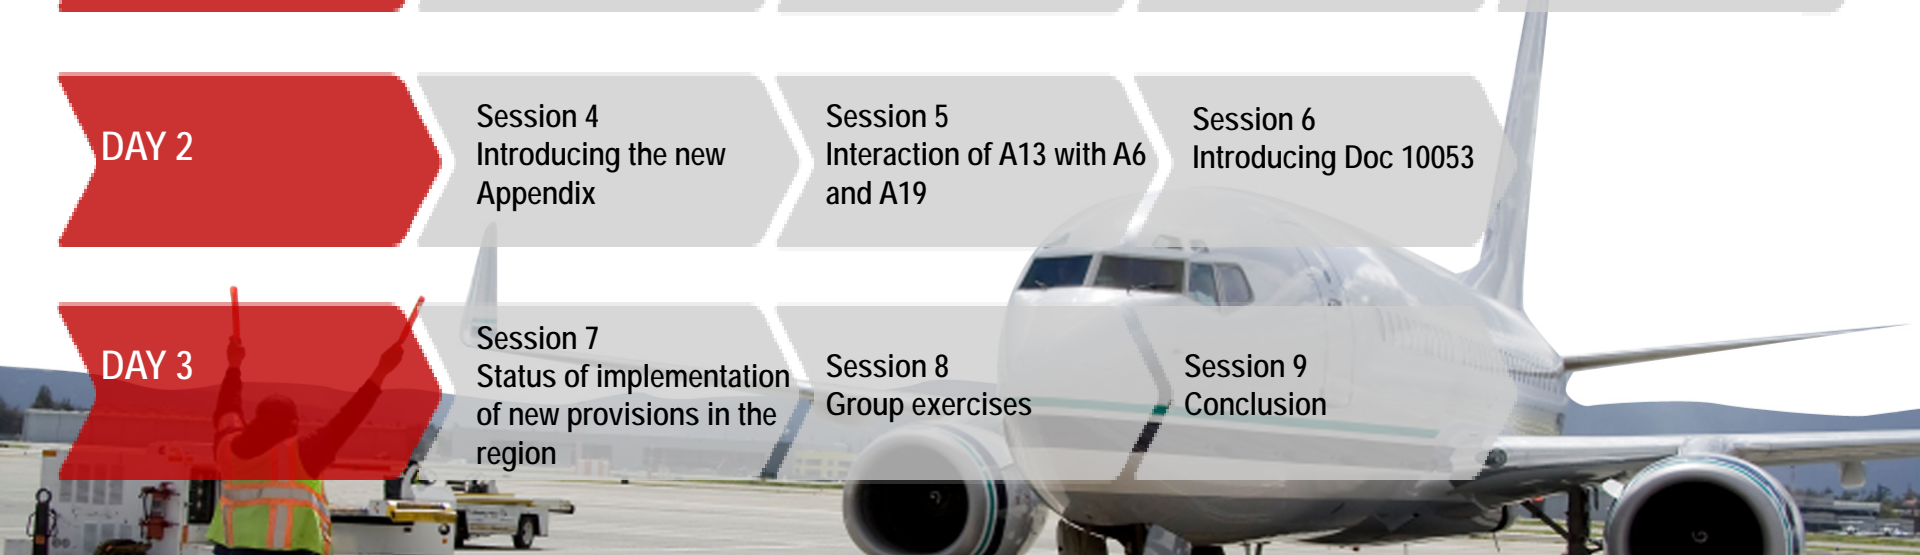 DAY 2
Session 4
Introducing the new
Appendix
Session 5
Interaction of A13 with A6
and A19
Session 6
Introducing Doc 10053
DAY 3
Session 7
Status of implementation
of new provisions in the
region
Session 8
Group exercises
Session 9
Conclusion